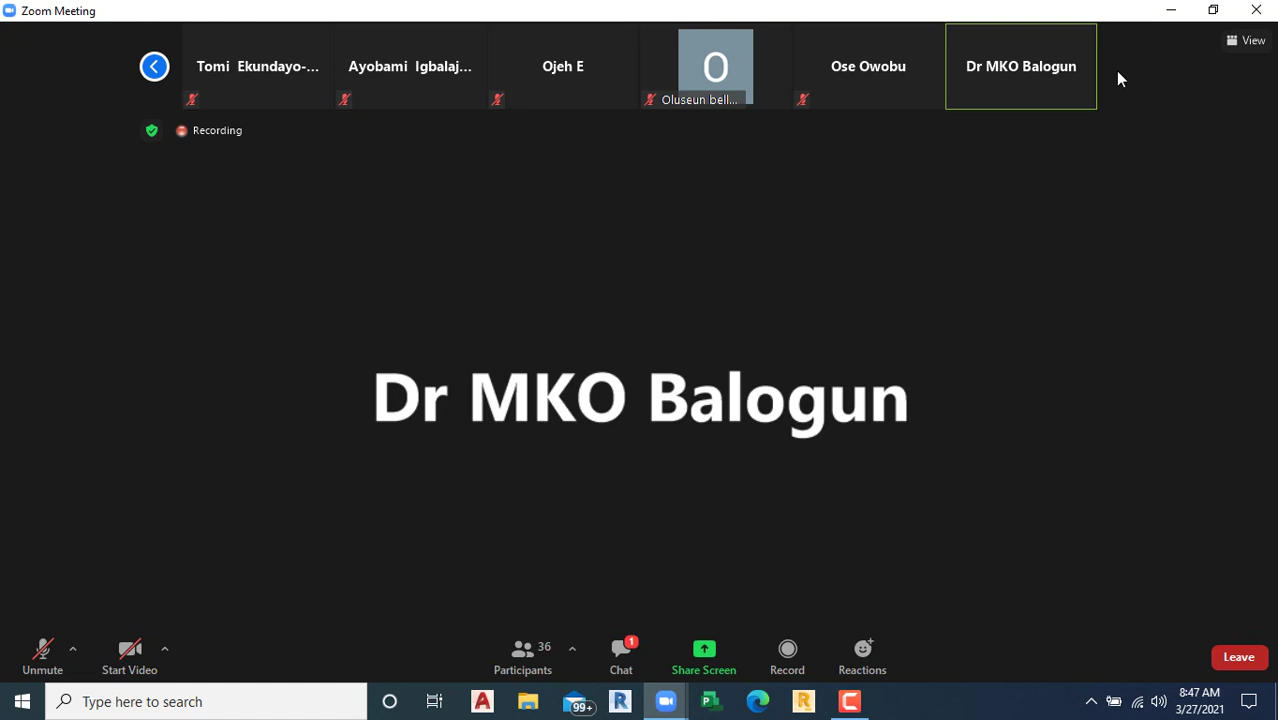 Zoom Meeting
Tomi Ekundayo-...
Ayobami Igbalaj...
Ojeh E
O
Oluseun bell...
Ose Owobu
Dr MKO Balogun
View
Recording
Dr MKO Balogun
Unmute
Start Video
36
Participants
1
Chat
Share Screen
Record
Reactions
Leave
Type here to search
A
99+
R
P
R
C
8:47 AM
3/27/2021